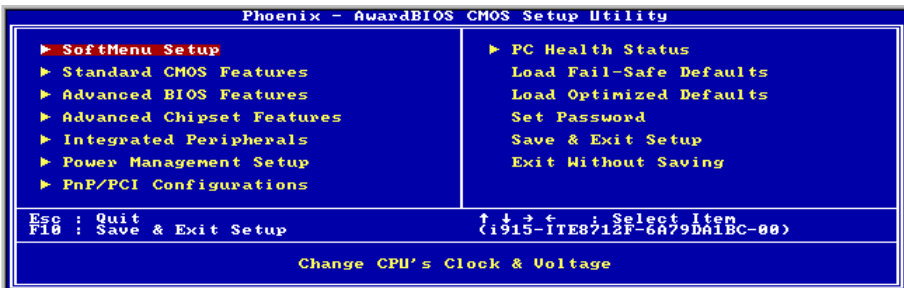 Phoenix - AwardBIOS CMOS Setup Utility
► SoftMenu Setup
► Standard CMOS Features
► Advanced BIOS Features
► Advanced Chipset Features
► Integrated Peripherals
► Power Management Setup
► PnP/PCI Configurations
► PC Health Status
Load Fail-Safe Defaults
Load Optimized Defaults
Set Password
Save & Exit Setup
Exit Without Saving
Esc : Quit
F10 : Save & Exit Setup
↑ ↓ → ← : Select Item
(i915-ITE8712F-6A79DA1BC-00)
Change CPU's Clock & Voltage